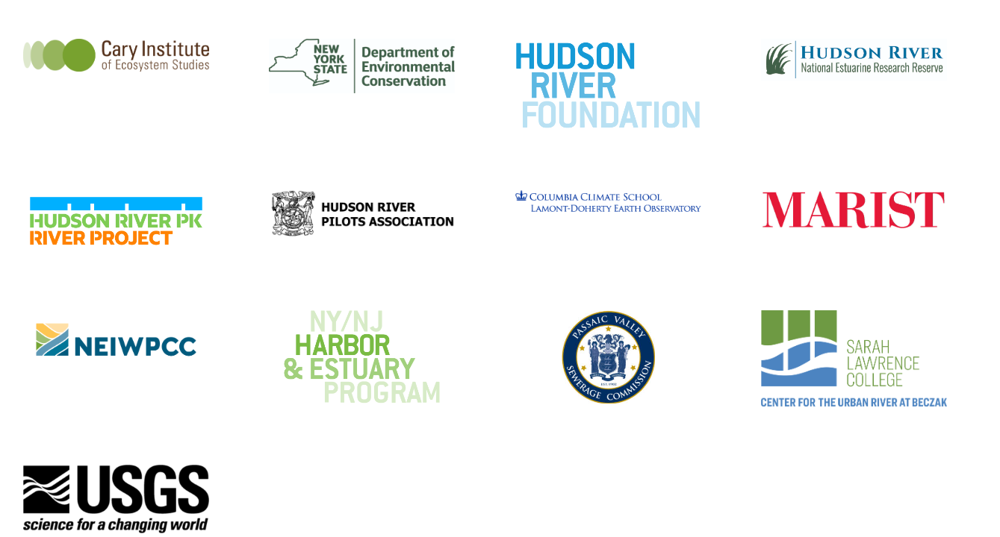 Cary Institute
of Ecosystem Studies
NEW
YORK
STATE
Department of
Environmental
Conservation
HUDSON
RIVER
FOUNDATION
HUDSON RIVER
National Estuarine Research Reserve
HUDSON RIVER PK
RIVER PROJECT
HUDSON RIVER
PILOTS ASSOCIATION
COLUMBIA CLIMATE SCHOOL
LAMONT-DOHERTY EARTH OBSERVATORY
MARIST
NEIWPCC
NY/NJ
HARBOR
& ESTUARY
PROGRAM
PASSAIC VALLEY
SEWERAGE COMMISSION
EST. 1902
SARAH
LAWRENCE
COLLEGE
CENTER FOR THE URBAN RIVER AT BECZAK
USGS
science for a changing world